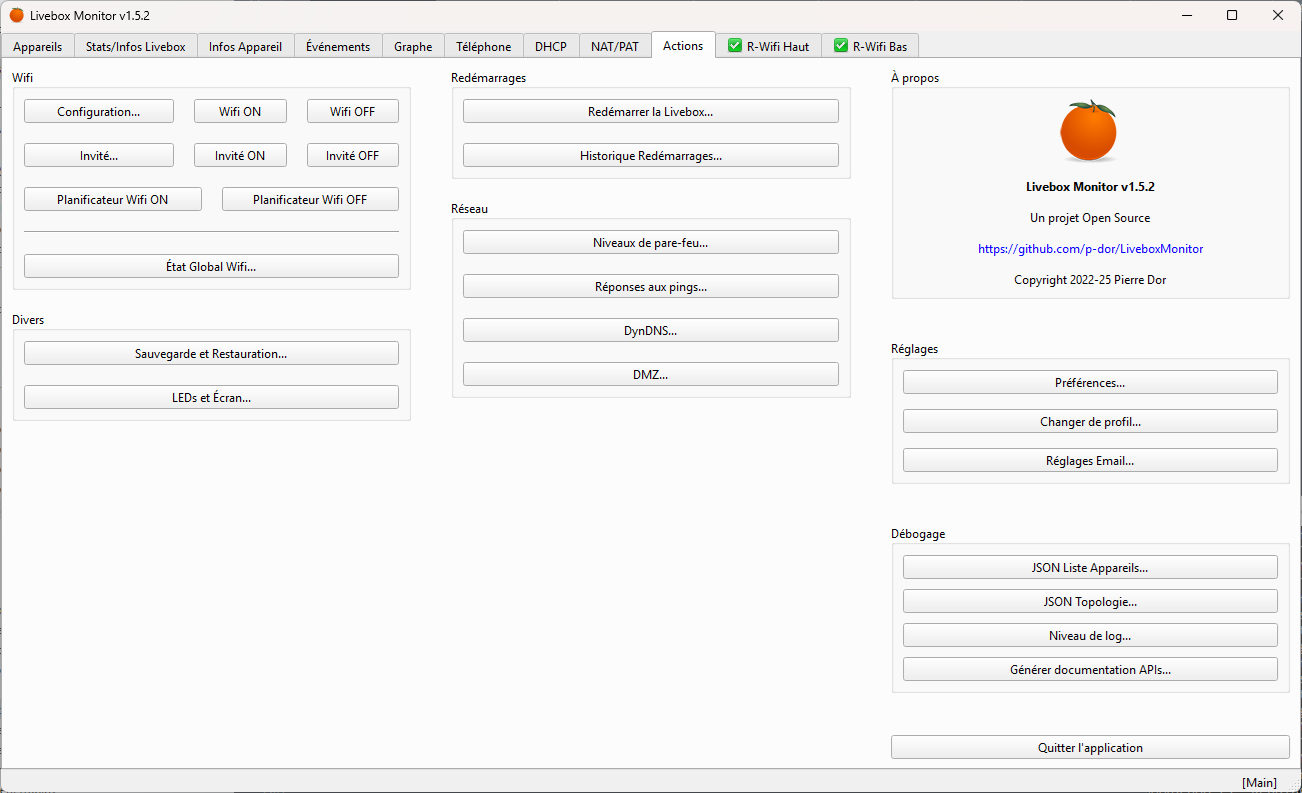 Livebox Monitor v1.5.2
Appareils
Stats/Infos Livebox
Infos Appareil
Événements
Graphe
Téléphone
DHCP
NAT/PAT
Actions
R-Wifi Haut
R-Wifi Bas
Wifi
Configuration...
Wifi ON
Wifi OFF
Invité...
Invité ON
Invité OFF
Planificateur Wifi ON
Planificateur Wifi OFF
État Global Wifi...
Divers
Sauvegarde et Restauration...
LEDs et Écran...
Redémarrages
Redémarrer la Livebox...
Historique Redémarrages...
Réseau
Niveaux de pare-feu...
Réponses aux pings...
DynDNS...
DMZ...
À propos
Livebox Monitor v1.5.2
Un projet Open Source
https://github.com/p-dor/LiveboxMonitor
Copyright 2022-25 Pierre Dor
Réglages
Préférences...
Changer de profil...
Réglages Email...
Débogage
JSON Liste Appareils...
JSON Topologie...
Niveau de log...
Générer documentation APIs...
Quitter l'application
[Main]